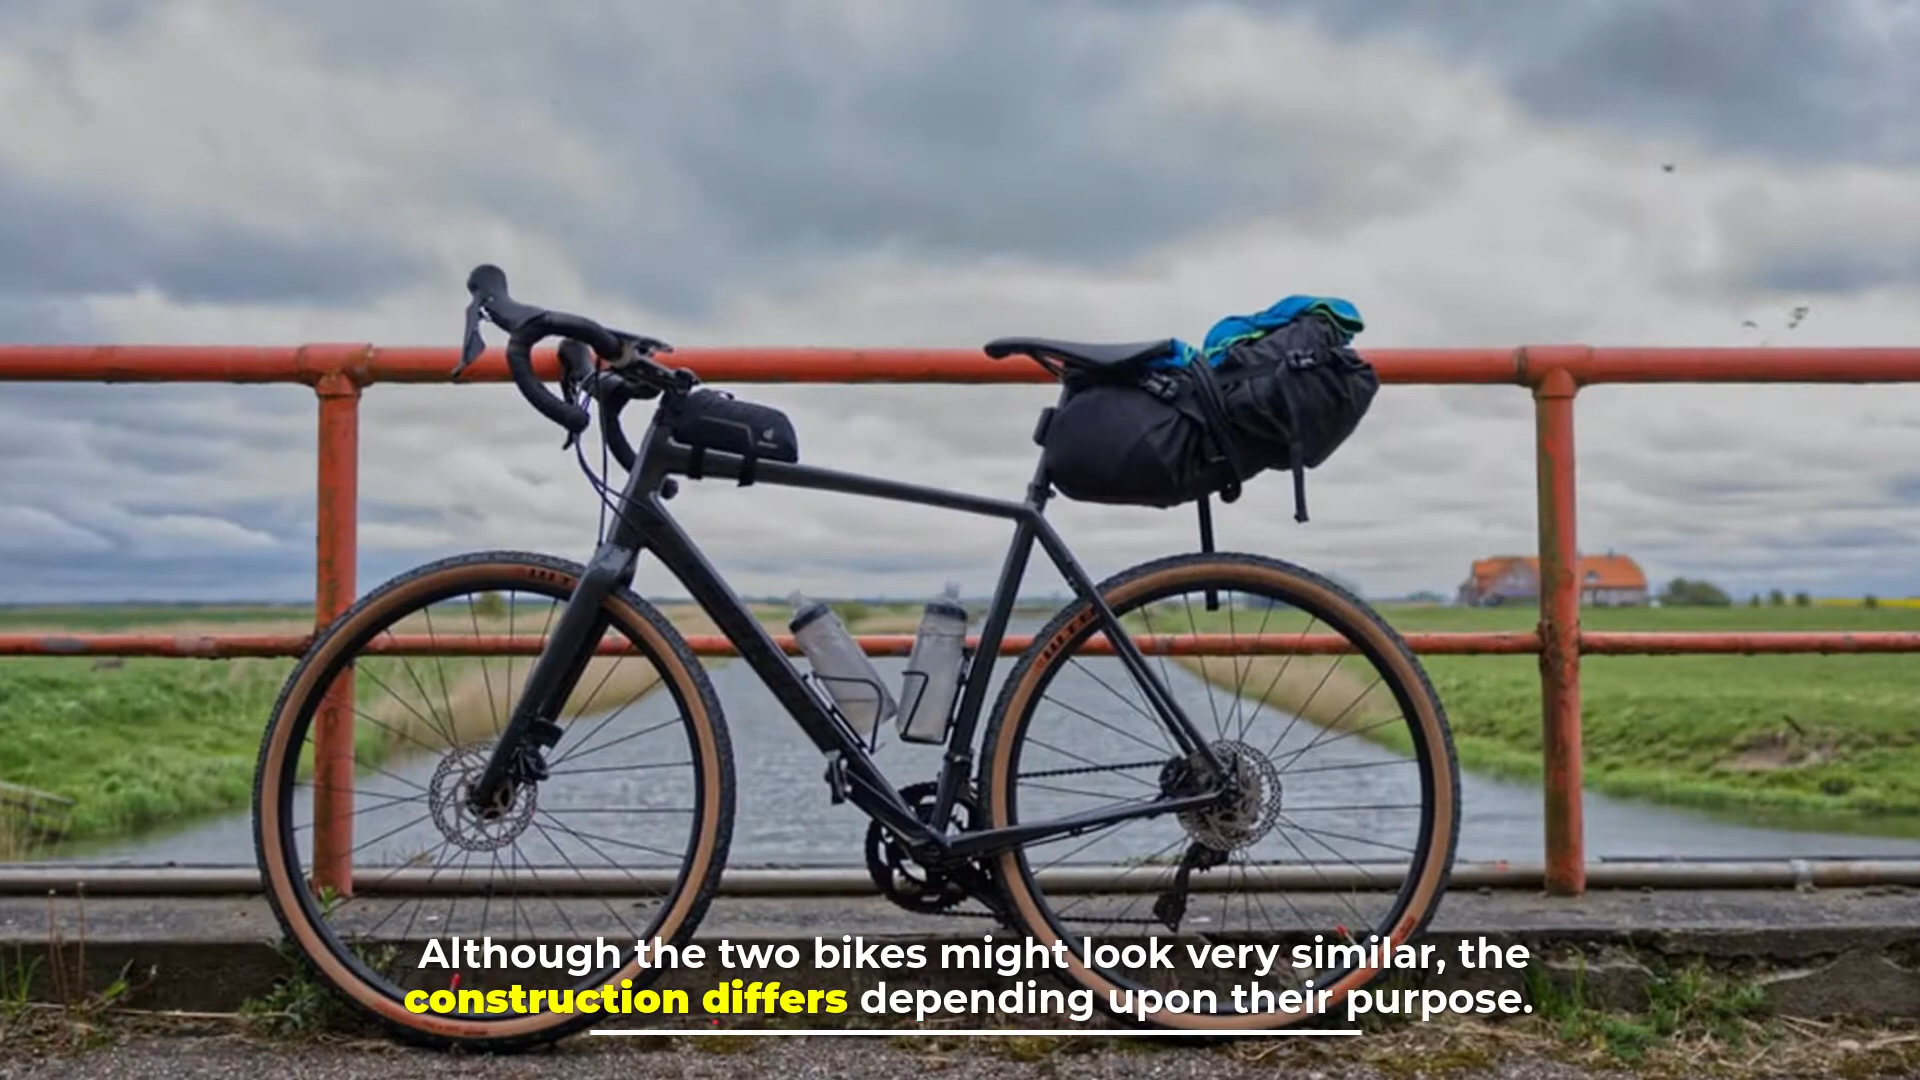 Although the two bikes might look very similar, the
construction differs depending upon their purpose.